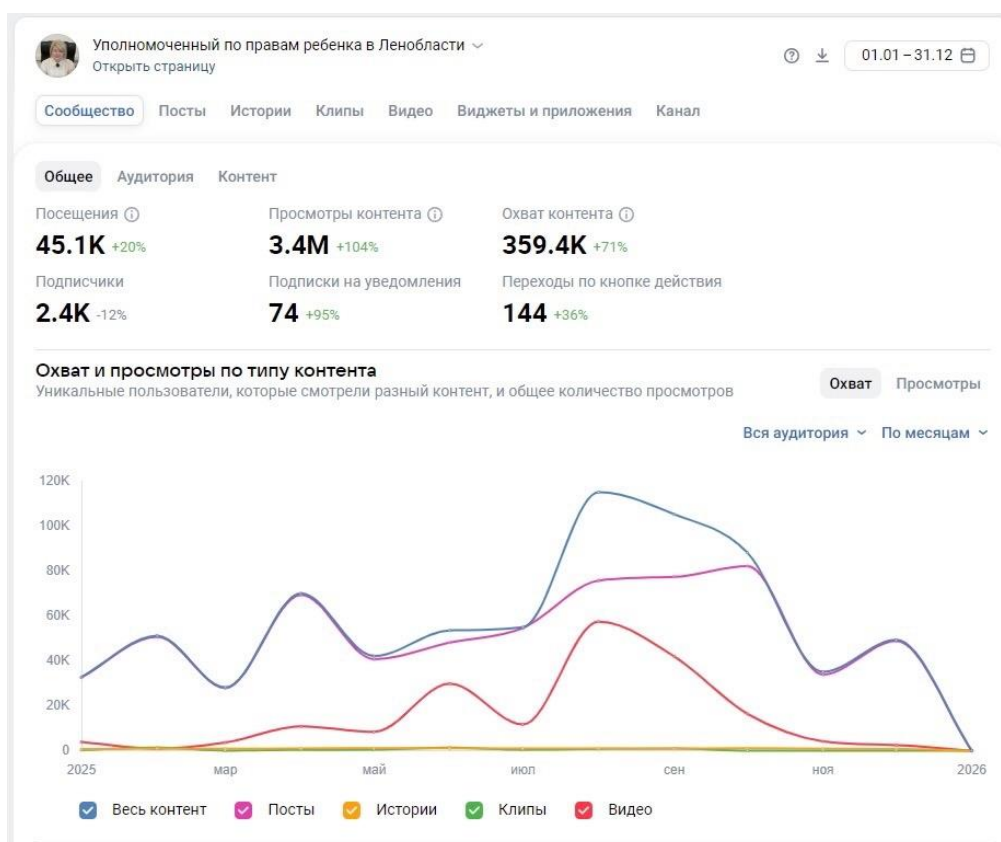 Уполномоченный по правам ребенка в Ленобласти
Открыть страницу
01.01 – 31.12
Сообщество Посты Истории Клипы Видео Виджеты и приложения Канал
Общее Аудитория Контент
Посещения Просмотры контента Охват контента
45.1K +20% 3.4M +104% 359.4K +71%
Подписчики Подписки на уведомления Переходы по кнопке действия
2.4K -12% 74 +95% 144 +36%
Охват и просмотры по типу контента
Уникальные пользователи, которые смотрели разный контент, и общее количество просмотров
Охват Просмотры
Вся аудитория По месяцам
120K
100K
80K
60K
40K
20K
0
2025 мар май июл сен ноя 2026
Весь контент Посты Истории Клипы Видео